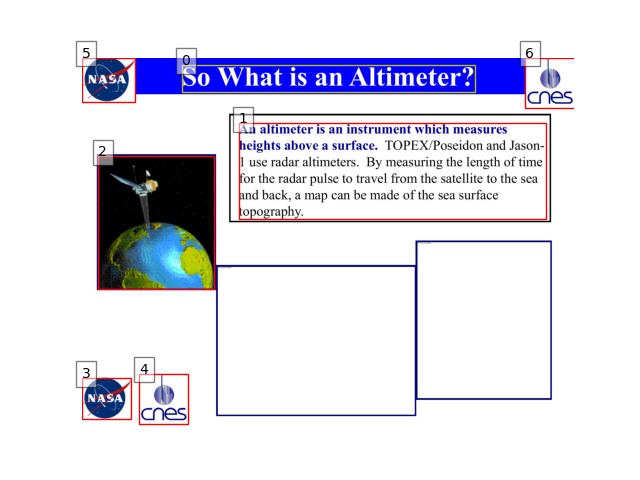 5
0
6
NASA
So What is an Altimeter?
cnes
1
An altimeter is an instrument which measures
heights above a surface. TOPEX/Poseidon and Jason-
1 use radar altimeters. By measuring the length of time
for the radar pulse to travel from the satellite to the sea
and back, a map can be made of the sea surface
topography.
2
3
4
NASA
cnes